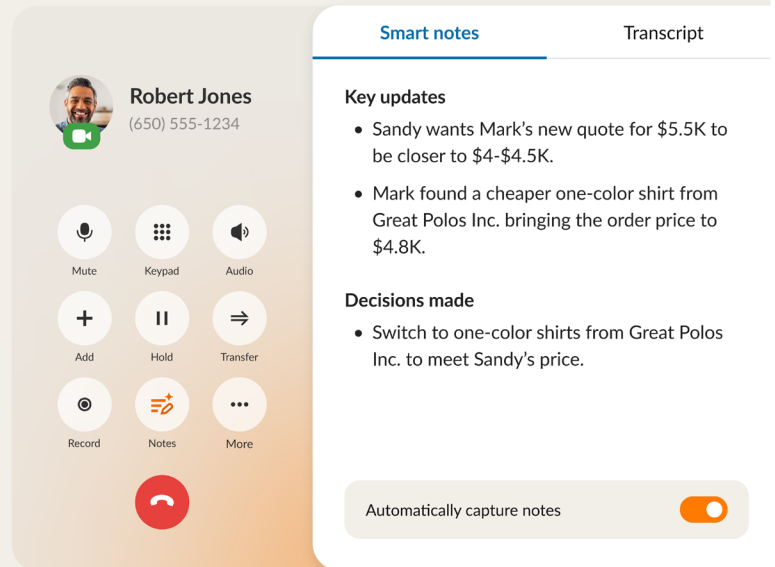 Robert Jones
(650) 555-1234
Mute
Keypad
Audio
Add
Hold
Transfer
Record
Notes
More
Smart notes
Transcript
Key updates
• Sandy wants Mark's new quote for $5.5K to
be closer to $4-$4.5K.
• Mark found a cheaper one-color shirt from
Great Polos Inc. bringing the order price to
$4.8K.
Decisions made
• Switch to one-color shirts from Great Polos
Inc. to meet Sandy's price.
Automatically capture notes